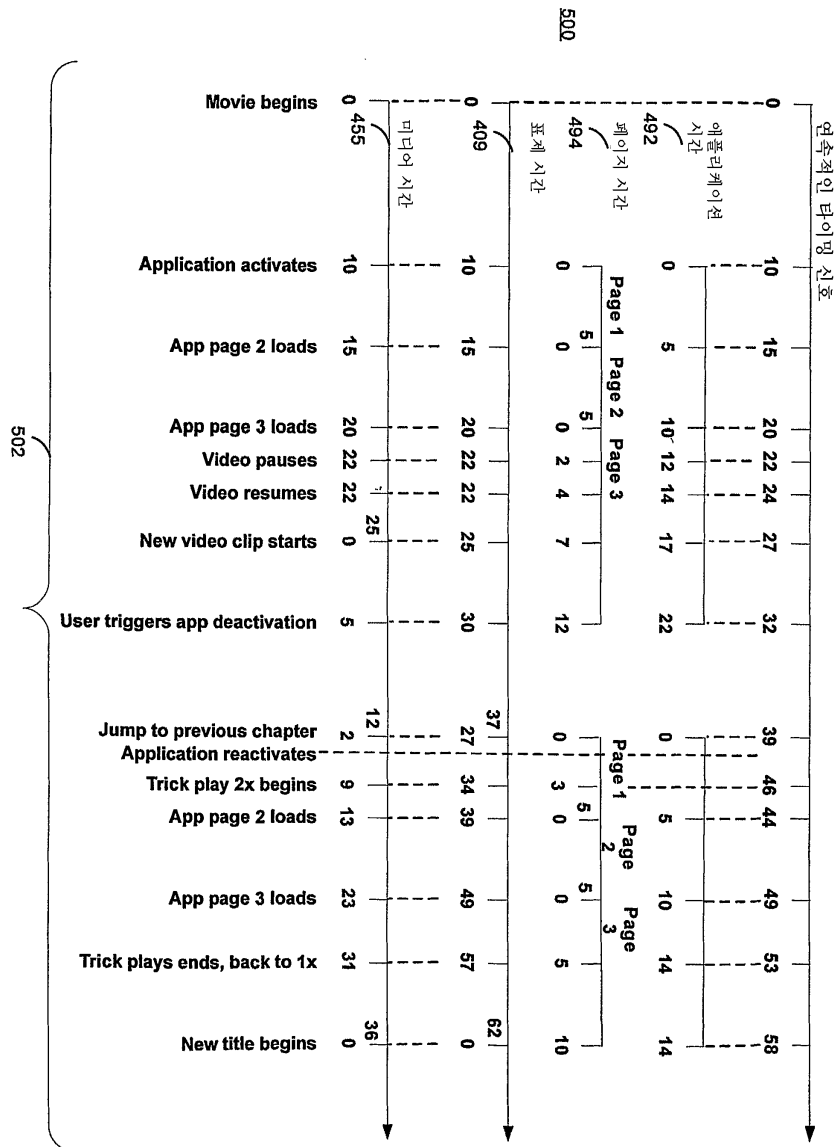 500
연속적인 타이밍 신호
0 10 15 20 22 24 27 32 39 46 44 49 53 58
애플리케이션
시간
492
0 5 10 12 14 17 22 0 5 10 14 14
페이지 시간
494
Page 1 Page 2 Page 3 Page 1 Page 2 Page 3
0 5 0 5 0 2 4 7 12 0 3 5 0 5 0 5 10
표제 시간
409
0 10 15 20 22 22 25 30 37 27 34 39 49 57 62 0
미디어 시간
455
0 10 15 20 22 22 25 0 5 12 2 9 13 23 31 36 0
Movie begins
Application activates
App page 2 loads
App page 3 loads
Video pauses
Video resumes
New video clip starts
User triggers app deactivation
Jump to previous chapter
Application reactivates
Trick play 2x begins
App page 2 loads
App page 3 loads
Trick plays ends, back to 1x
New title begins
502